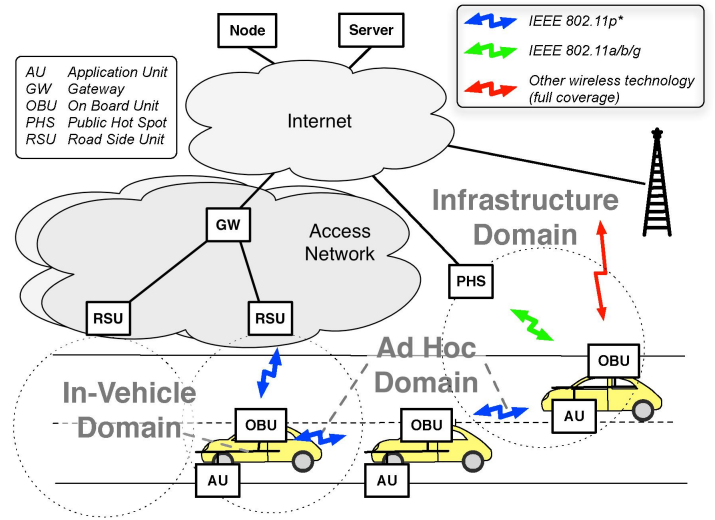 Node
Server
IEEE 802.11p*
IEEE 802.11a/b/g
Other wireless technology
(full coverage)
AU Application Unit
GW Gateway
OBU On Board Unit
PHS Public Hot Spot
RSU Road Side Unit
Internet
Infrastructure
Domain
GW
Access
Network
PHS
RSU
RSU
Ad Hoc
Domain
OBU
In-Vehicle
Domain
AU
OBU
OBU
AU
AU